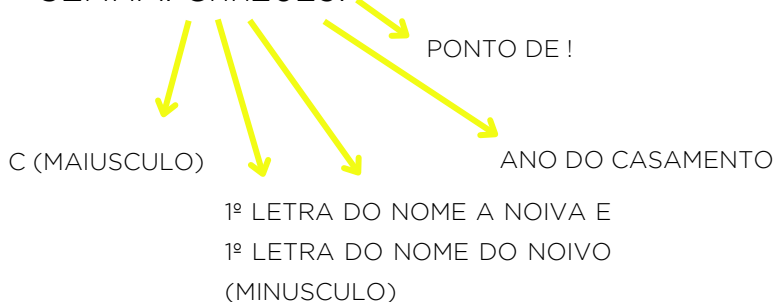 PONTO DE !
C (MAIUSCULO)
ANO DO CASAMENTO
1º LETRA DO NOME A NOIVA E
1º LETRA DO NOME DO NOIVO
(MINUSCULO)